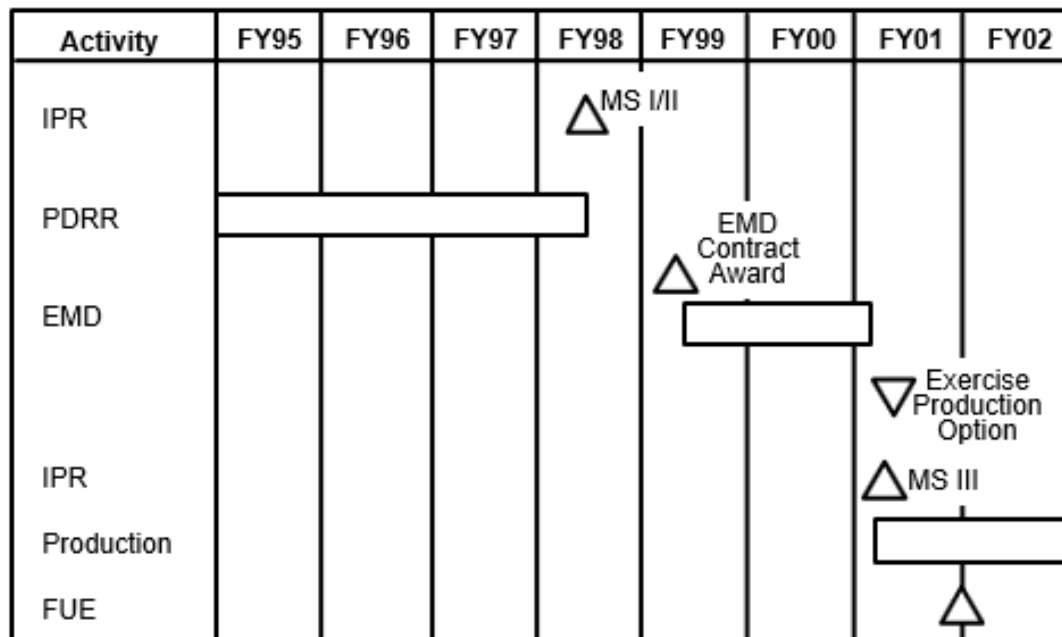 Activity FY95 FY96 FY97 FY98 FY99 FY00 FY01 FY02
IPR MS I/II
PDRR
EMD
Contract
Award
EMD
Exercise
Production
Option
IPR MS III
Production
FUE